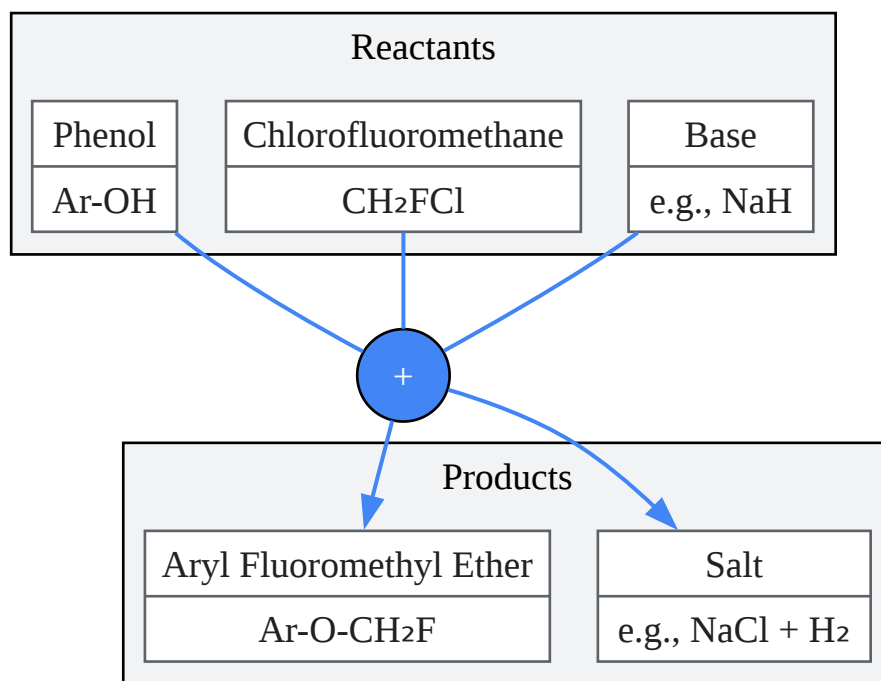 Reactants
Phenol
Chlorofluoromethane
Base
Ar-OH
CH₂FCl
e.g., NaH
+
Products
Aryl Fluoromethyl Ether
Salt
Ar-O-CH₂F
e.g., NaCl + H₂